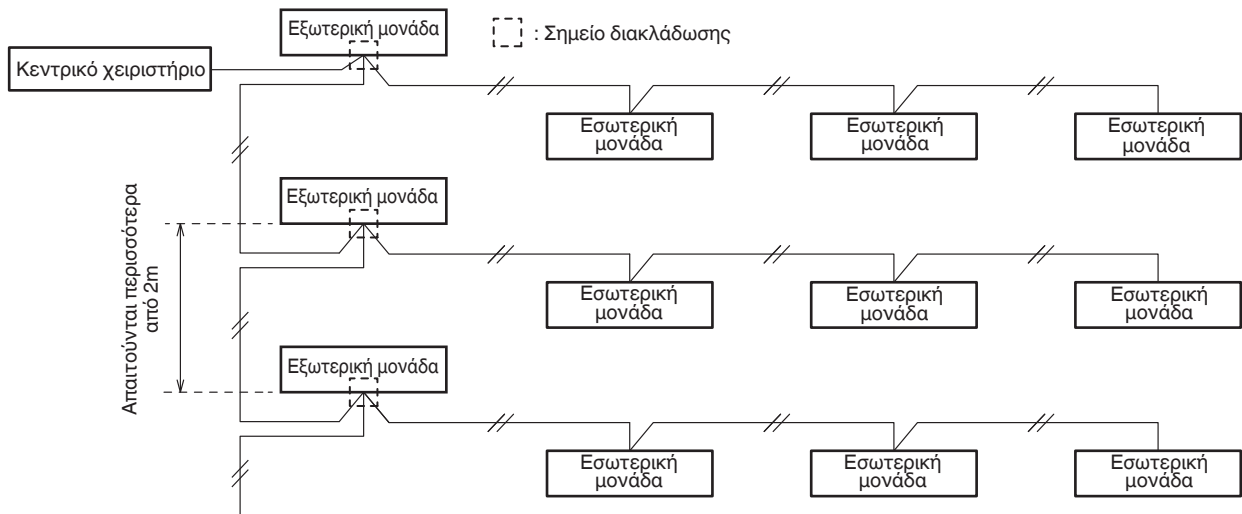 Εξωτερική μονάδα
: Σημείο διακλάδωσης
Κεντρικό χειριστήριο
Εσωτερική
μονάδα
Εσωτερική
μονάδα
Εσωτερική
μονάδα
Εξωτερική μονάδα
Απαιτούνται περισσότερα
από 2m
Εσωτερική
μονάδα
Εσωτερική
μονάδα
Εσωτερική
μονάδα
Εξωτερική μονάδα
Εσωτερική
μονάδα
Εσωτερική
μονάδα
Εσωτερική
μονάδα